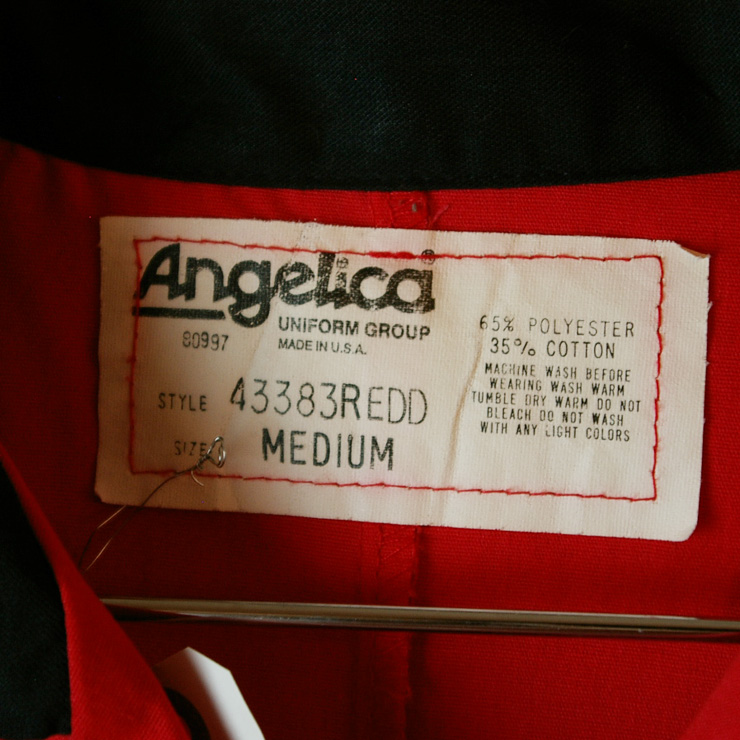 Angelica®
UNIFORM GROUP
80997
MADE IN U.S.A.
STYLE 43383REDD
SIZE MEDIUM
65% POLYESTER
35% COTTON
MACHINE WASH BEFORE
WEARING WASH WARM
TUMBLE DRY WARM DO NOT
BLEACH DO NOT WASH
WITH ANY LIGHT COLORS